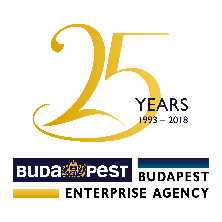 25
YEARS
1993 – 2018
BUDAPEST BUDAPEST
ENTERPRISE AGENCY